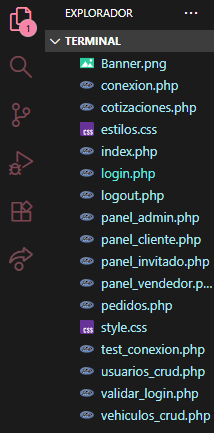 EXPLORADOR ...
TERMINAL
Banner.png
conexion.php
cotizaciones.php
estilos.css
index.php
login.php
logout.php
panel_admin.php
panel_cliente.php
panel_invitado.php
panel_vendedor.p...
pedidos.php
style.css
test_conexion.php
usuarios_crud.php
validar_login.php
vehiculos_crud.php
1